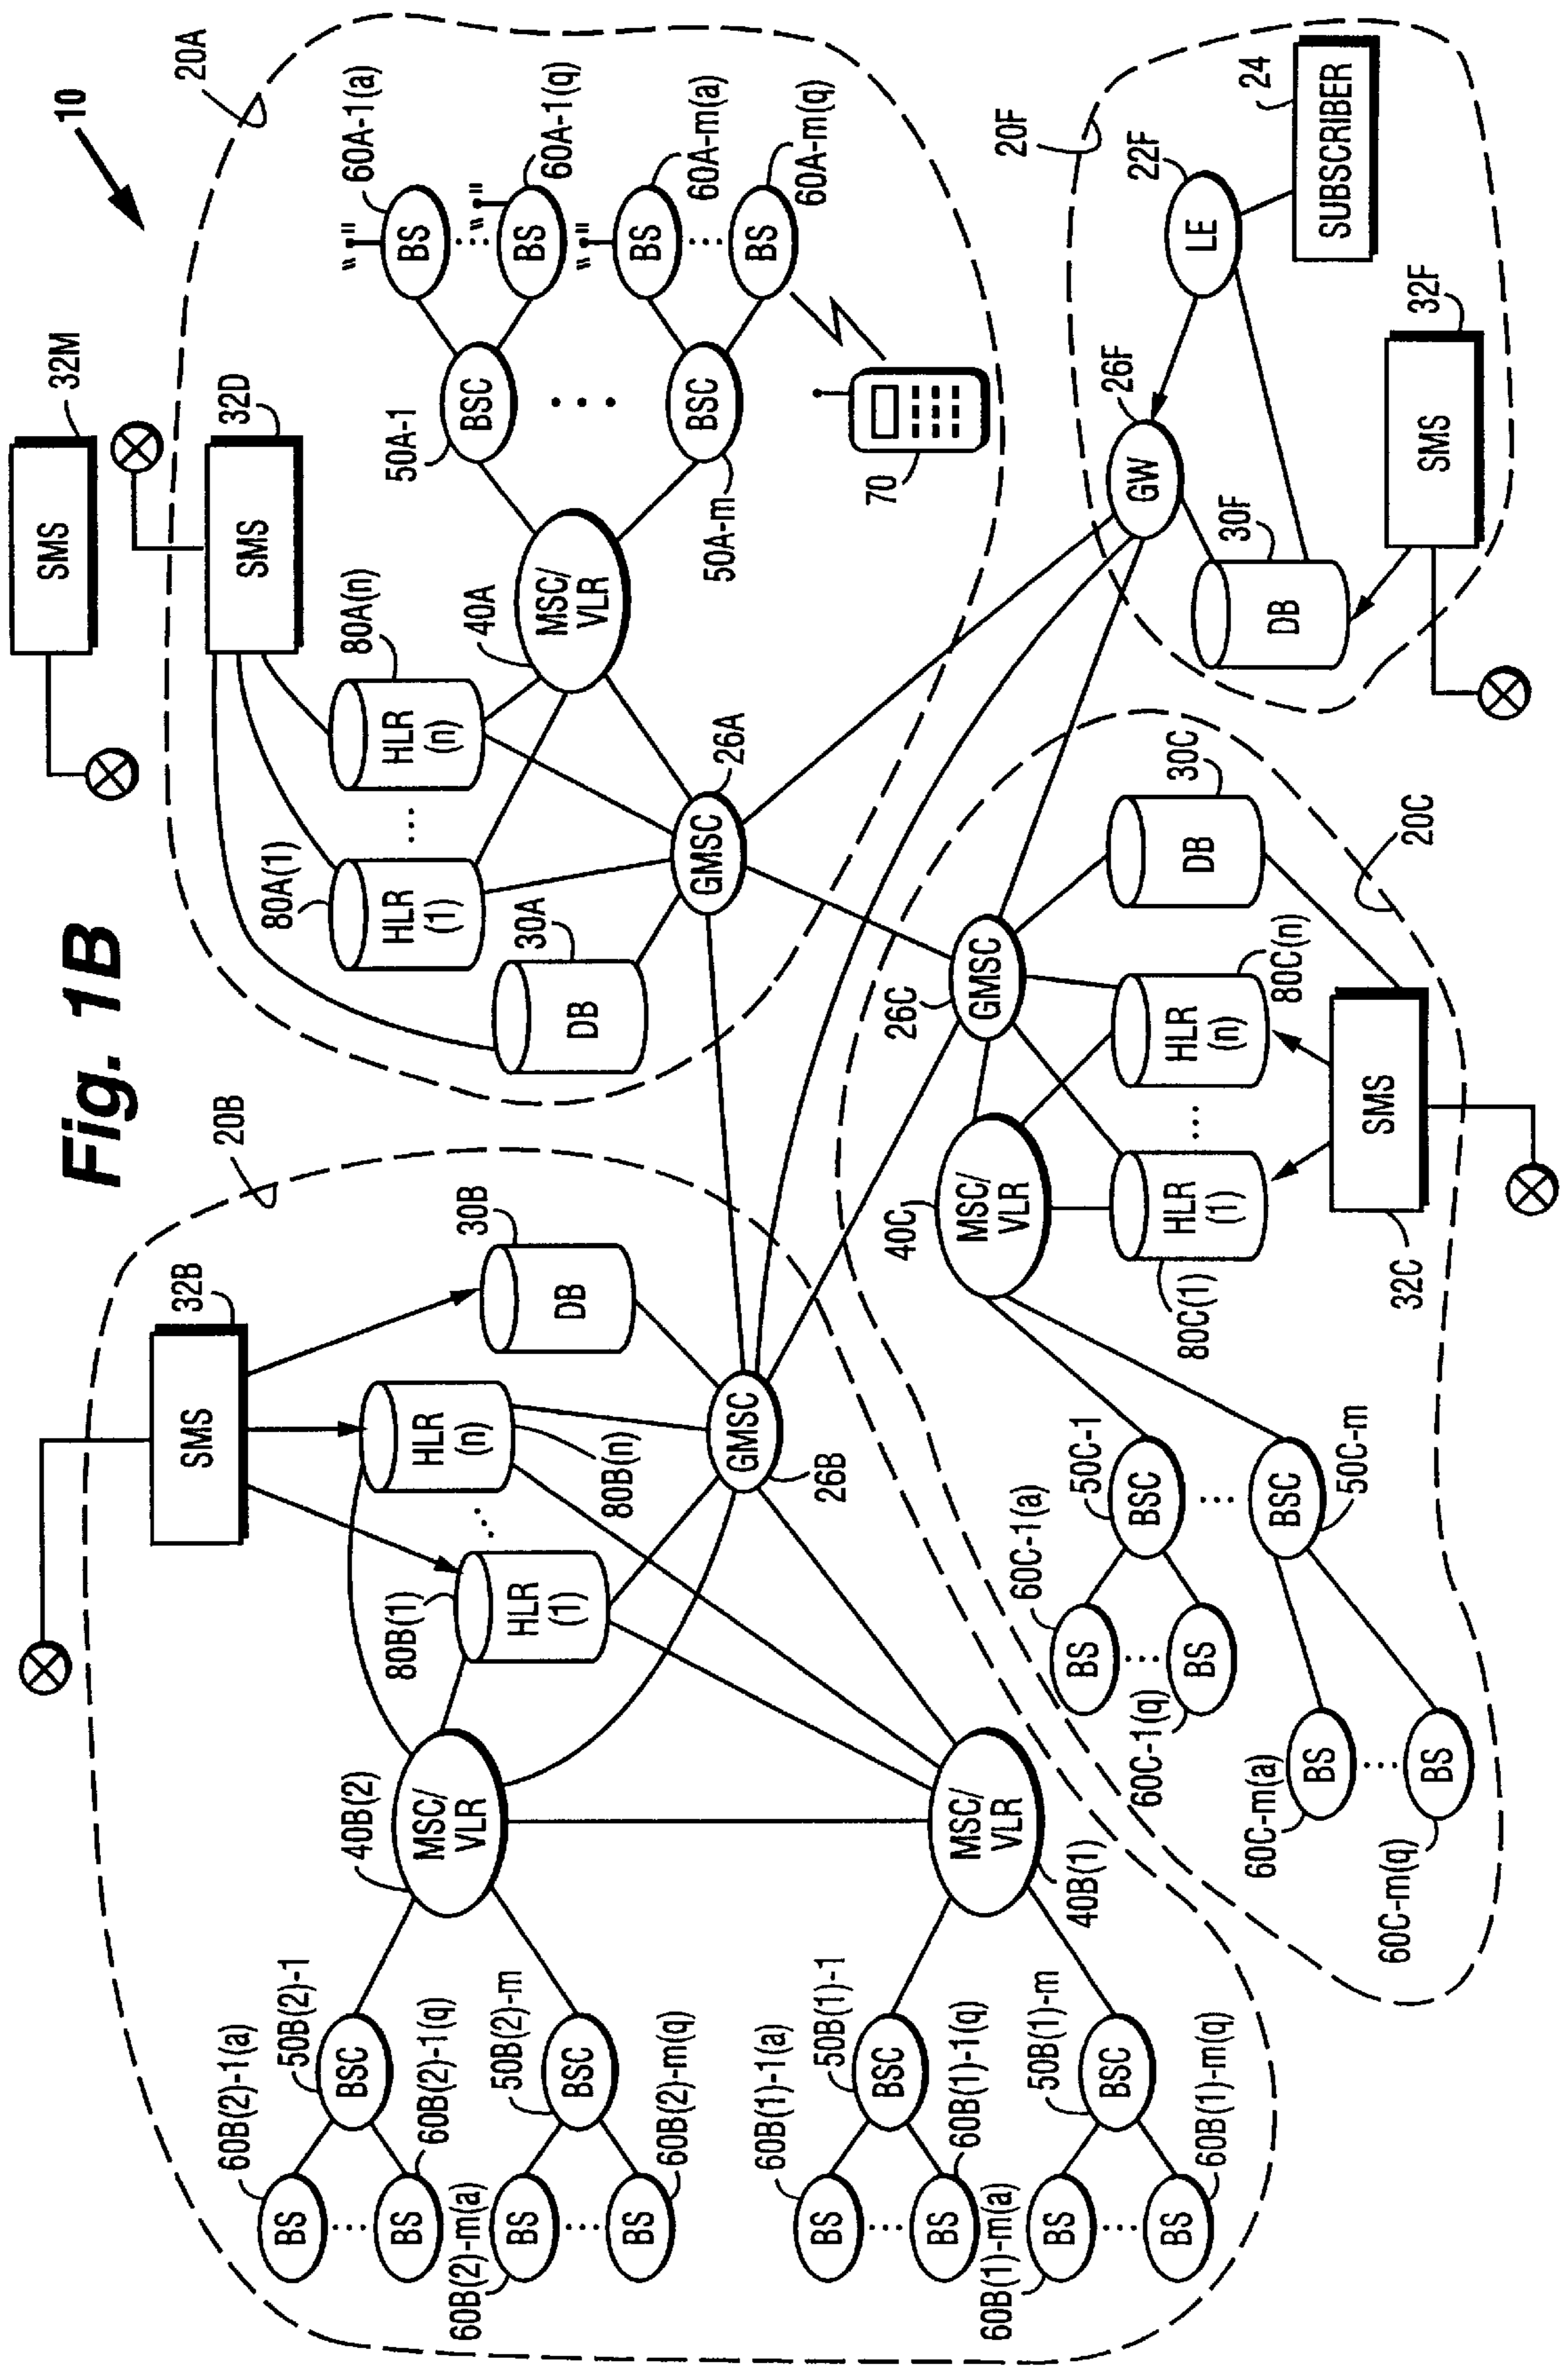 Fig. 1B
10
20B
32B
SMS
30B
DB
HLR
(n)
80B(n)
80B(1)
HLR
(1)
GMSC
26B
40B(2)
MSC/
VLR
MSC/
VLR
40B(1)
60B(2)-1(a)
50B(2)-1
BSC
BS
BS
60B(2)-1(q)
50B(2)-m
BSC
60B(2)-m(a)
BS
BS
60B(2)-m(q)
60B(1)-1(a)
50B(1)-1
BSC
BS
BS
60B(1)-1(q)
50B(1)-m
BSC
60B(1)-m(a)
BS
BS
60B(1)-m(q)
SMS
32M
20A
SMS
32D
80A(1)
HLR
(1)
80A(n)
HLR
(n)
30A
DB
GMSC
26A
40A
MSC/
VLR
50A-1
BSC
BSC
50A-m
60A-1(a)
BS
" "
60A-1(q)
BS
" "
60A-m(a)
BS
" "
60A-m(q)
BS
70
20C
26C
GMSC
30C
DB
40C
MSC/
VLR
80C(n)
HLR
(n)
HLR
(1)
80C(1)
SMS
32C
50C-1
BSC
BSC
50C-m
60C-1(a)
BS
BS
60C-1(q)
60C-m(a)
BS
BS
60C-m(q)
20F
26F
GW
22F
LE
24
SUBSCRIBER
30F
DB
SMS
32F